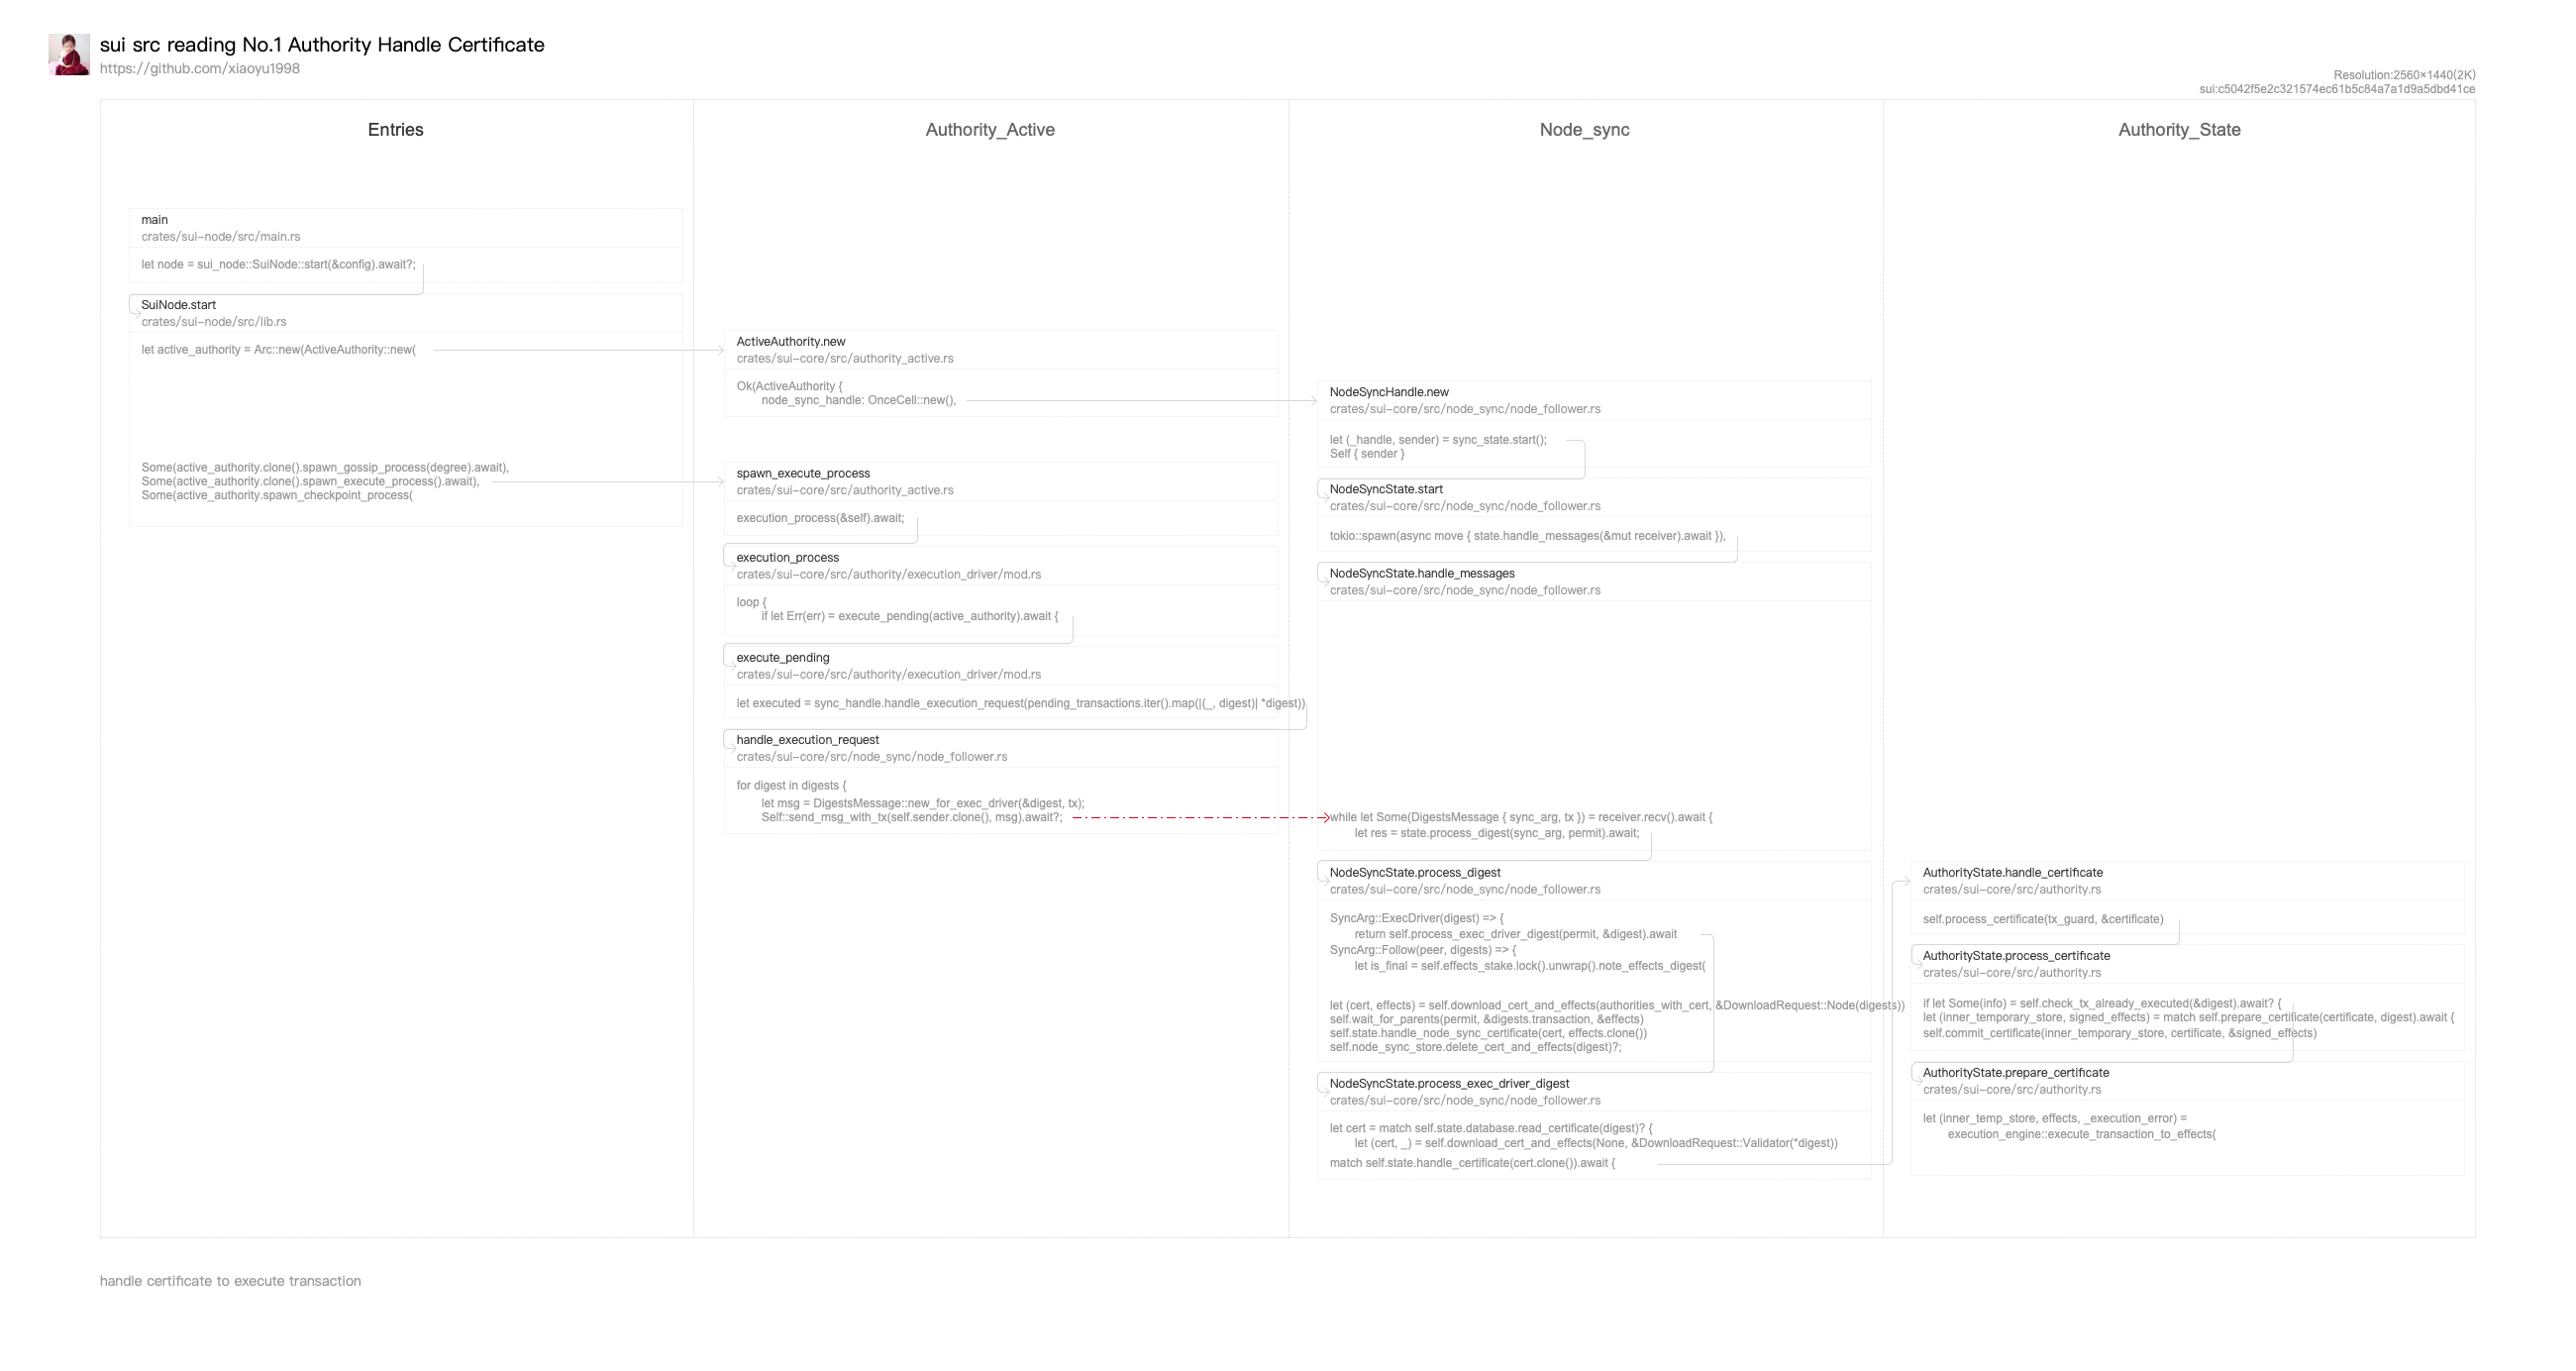 sui src reading No.1 Authority Handle Certificate
https://github.com/xiaoyu1998
Resolution:2560×1440(2K)
sui:c5042f5e2c321574ec61b5c84a7a1d9a5dbd41ce
Entries
main
crates/sui-node/src/main.rs
let node = sui_node::SuiNode::start(&config).await?;
SuiNode.start
crates/sui-node/src/lib.rs
let active_authority = Arc::new(ActiveAuthority::new(
Some(active_authority.clone().spawn_gossip_process(degree).await),
Some(active_authority.clone().spawn_execute_process().await),
Some(active_authority.spawn_checkpoint_process(
Authority_Active
ActiveAuthority.new
crates/sui-core/src/authority_active.rs
Ok(ActiveAuthority {
node_sync_handle: OnceCell::new(),
spawn_execute_process
crates/sui-core/src/authority_active.rs
execution_process(&self).await;
execution_process
crates/sui-core/src/authority/execution_driver/mod.rs
loop {
if let Err(err) = execute_pending(active_authority).await {
execute_pending
crates/sui-core/src/authority/execution_driver/mod.rs
let executed = sync_handle.handle_execution_request(pending_transactions.iter().map(|(_, digest)| *digest))
handle_execution_request
crates/sui-core/src/node_sync/node_follower.rs
for digest in digests {
let msg = DigestsMessage::new_for_exec_driver(&digest, tx);
Self::send_msg_with_tx(self.sender.clone(), msg).await?;
Node_sync
NodeSyncHandle.new
crates/sui-core/src/node_sync/node_follower.rs
let (_handle, sender) = sync_state.start();
Self { sender }
NodeSyncState.start
crates/sui-core/src/node_sync/node_follower.rs
tokio::spawn(async move { state.handle_messages(&mut receiver).await }),
NodeSyncState.handle_messages
crates/sui-core/src/node_sync/node_follower.rs
while let Some(DigestsMessage { sync_arg, tx }) = receiver.recv().await {
let res = state.process_digest(sync_arg, permit).await;
NodeSyncState.process_digest
crates/sui-core/src/node_sync/node_follower.rs
SyncArg::ExecDriver(digest) => {
return self.process_exec_driver_digest(permit, &digest).await
SyncArg::Follow(peer, digests) => {
let is_final = self.effects_stake.lock().unwrap().note_effects_digest(
let (cert, effects) = self.download_cert_and_effects(authorities_with_cert, &DownloadRequest::Node(digests))
self.wait_for_parents(permit, &digests.transaction, &effects)
self.state.handle_node_sync_certificate(cert, effects.clone())
self.node_sync_store.delete_cert_and_effects(digest)?;
NodeSyncState.process_exec_driver_digest
crates/sui-core/src/node_sync/node_follower.rs
let cert = match self.state.database.read_certificate(digest)? {
let (cert, _) = self.download_cert_and_effects(None, &DownloadRequest::Validator(*digest))
match self.state.handle_certificate(cert.clone()).await {
Authority_State
AuthorityState.handle_certificate
crates/sui-core/src/authority.rs
self.process_certificate(tx_guard, &certificate)
AuthorityState.process_certificate
crates/sui-core/src/authority.rs
if let Some(info) = self.check_tx_already_executed(&digest).await? {
let (inner_temporary_store, signed_effects) = match self.prepare_certificate(certificate, digest).await {
self.commit_certificate(inner_temporary_store, certificate, &signed_effects)
AuthorityState.prepare_certificate
crates/sui-core/src/authority.rs
let (inner_temp_store, effects, _execution_error) =
execution_engine::execute_transaction_to_effects(
handle certificate to execute transaction